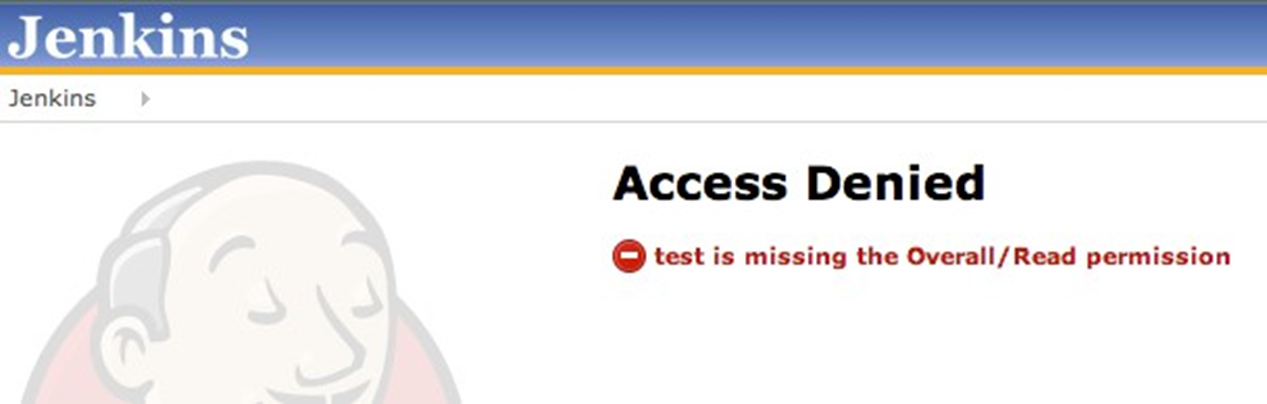 Jenkins
Jenkins
Access Denied
test is missing the Overall/Read permission